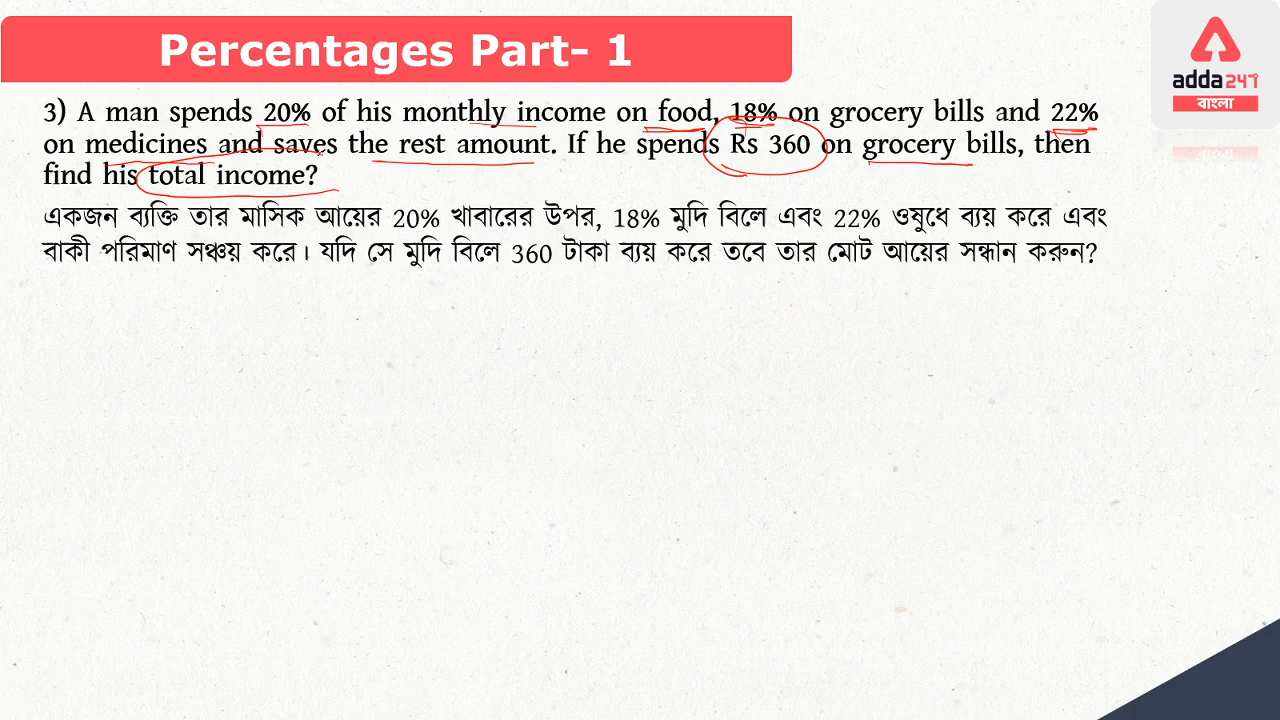 Percentages Part- 1
adda247
বাংলা
3) A man spends 20% of his monthly income on food, 18% on grocery bills and 22%
on medicines and saves the rest amount. If he spends Rs 360 on grocery bills, then
find his total income?
একজন ব্যক্তি তার মাসিক আয়ের 20% খাবারের উপর, 18% মুদি বিলে এবং 22% ওষুধে ব্যয় করে এবং
বাকী পরিমাণ সঞ্চয় করে। যদি সে মুদি বিলে 360 টাকা ব্যয় করে তবে তার মোট আয়ের সন্ধান করুন?